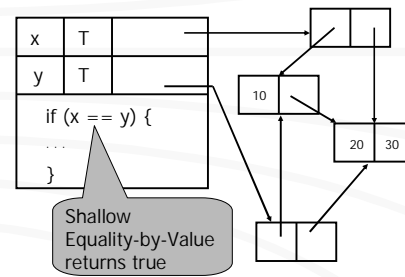 x T
y T
if (x == y) {
...
}
Shallow
Equality-by-Value
returns true
10
20 30